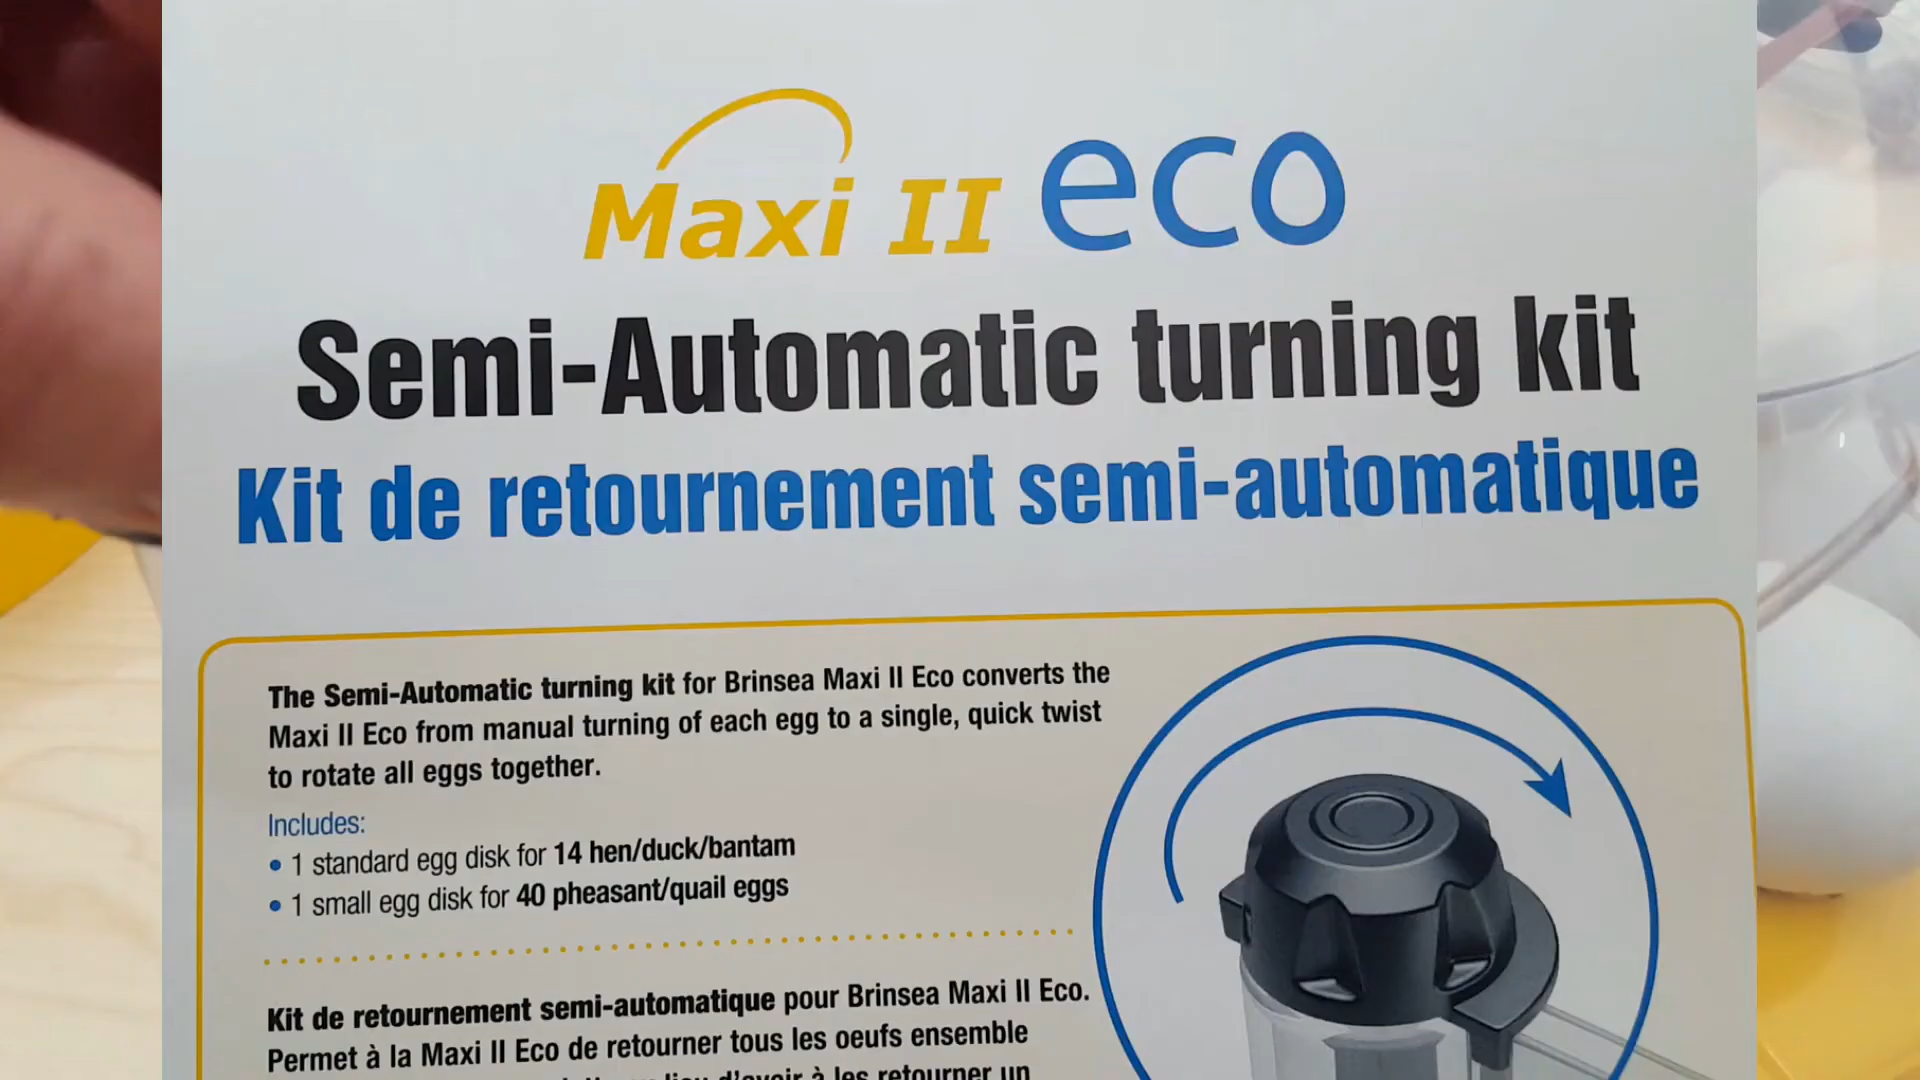 Maxi II eco
Semi-Automatic turning kit
Kit de retournement semi-automatique
The Semi-Automatic turning kit for Brinsea Maxi II Eco converts the
Maxi II Eco from manual turning of each egg to a single, quick twist
to rotate all eggs together.
Includes:
• 1 standard egg disk for 14 hen/duck/bantam
• 1 small egg disk for 40 pheasant/quail eggs
Kit de retournement semi-automatique pour Brinsea Maxi II Eco.
Permet à la Maxi II Eco de retourner tous les oeufs ensemble
d'avoir à les retourner un